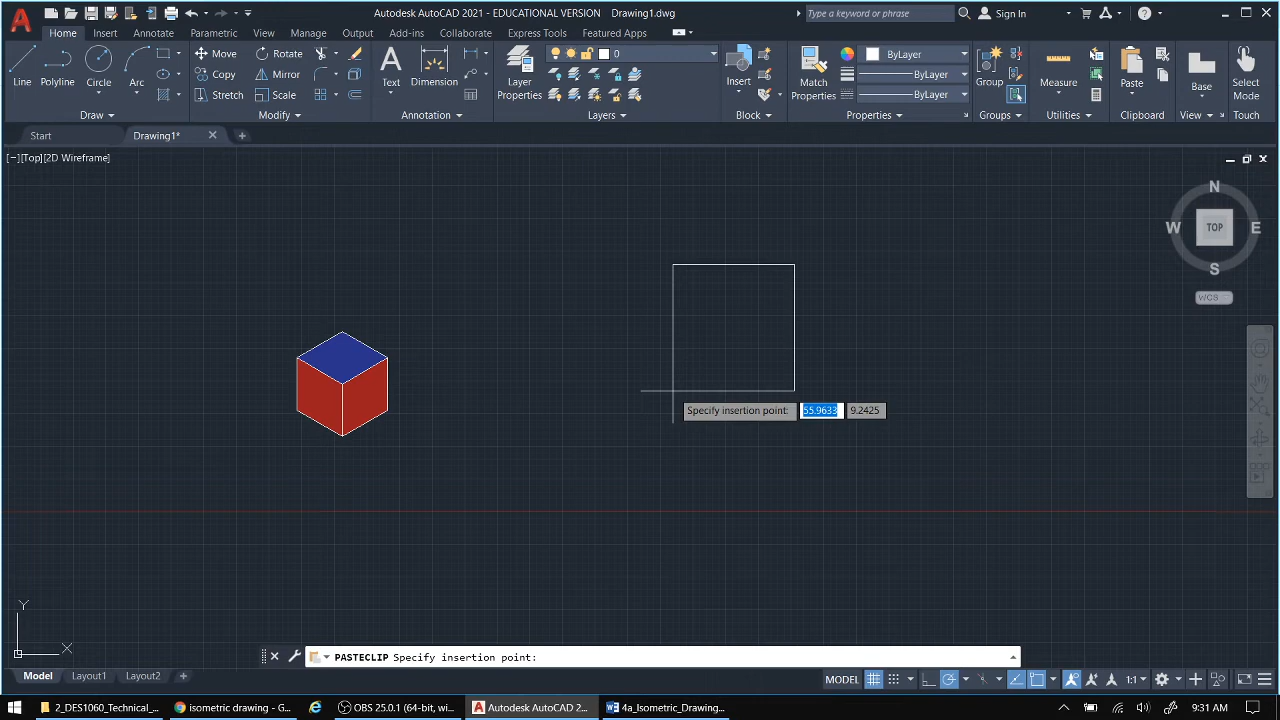 Autodesk AutoCAD 2021 - EDUCATIONAL VERSION Drawing1.dwg
Type a keyword or phrase
Sign In
Home Insert Annotate Parametric View Manage Output Add-ins Collaborate Express Tools Featured Apps
Line Polyline Circle Arc
Move Rotate
Copy Mirror
Stretch Scale
Text Dimension
Layer Properties
0
Insert
Match Properties
ByLayer
ByLayer
ByLayer
Group
Measure
Paste
Base
Select Mode
Draw Modify Annotation Layers Block Properties Groups Utilities Clipboard View Touch
Start Drawing1*
[−][Top][2D Wireframe]
N
W TOP E
S
WCS
Specify insertion point: 55.9633 9.2425
Y
X
PASTECLIP Specify insertion point:
Model Layout1 Layout2
MODEL 1:1
2_DES1060_Technical_... isometric drawing - G... OBS 25.0.1 (64-bit, w... Autodesk AutoCAD 2... 4a_Isometric_Drawing... 9:31 AM